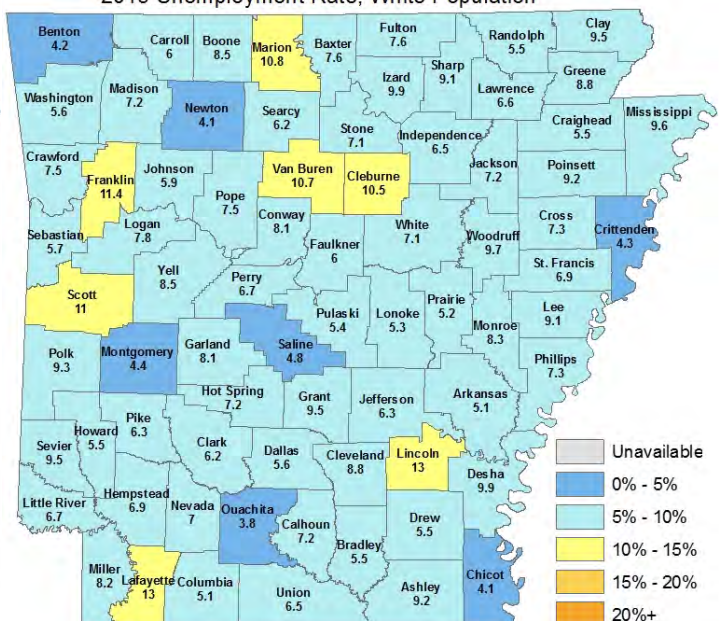 2015 Unemployment Rate, White Population
Benton
4.2
Carroll
6
Boone
8.5
Marion
10.8
Baxter
7.6
Fulton
7.6
Randolph
5.5
Clay
9.5
Izard
9.9
Sharp
9.1
Lawrence
6.6
Greene
8.8
Washington
5.6
Madison
7.2
Newton
4.1
Searcy
6.2
Stone
7.1
Independence
6.5
Craighead
5.5
Mississippi
9.6
Crawford
7.5
Franklin
11.4
Johnson
5.9
Pope
7.5
Van Buren
10.7
Cleburne
10.5
Jackson
7.2
Poinsett
9.2
Sebastian
5.7
Logan
7.8
Conway
8.1
Faulkner
6
White
7.1
Woodruff
9.7
Cross
7.3
Crittenden
4.3
St. Francis
6.9
Scott
11
Yell
8.5
Perry
6.7
Pulaski
5.4
Lonoke
5.3
Prairie
5.2
Monroe
8.3
Lee
9.1
Polk
9.3
Montgomery
4.4
Garland
8.1
Saline
4.8
Phillips
7.3
Hot Spring
7.2
Grant
9.5
Jefferson
6.3
Arkansas
5.1
Sevier
9.5
Howard
5.5
Pike
6.3
Clark
6.2
Dallas
5.6
Cleveland
8.8
Lincoln
13
Desha
9.9
Little River
6.7
Hempstead
6.9
Nevada
7
Ouachita
3.8
Calhoun
7.2
Bradley
5.5
Drew
5.5
Miller
8.2
Lafayette
13
Columbia
5.1
Union
6.5
Ashley
9.2
Chicot
4.1
Unavailable
0% - 5%
5% - 10%
10% - 15%
15% - 20%
20%+